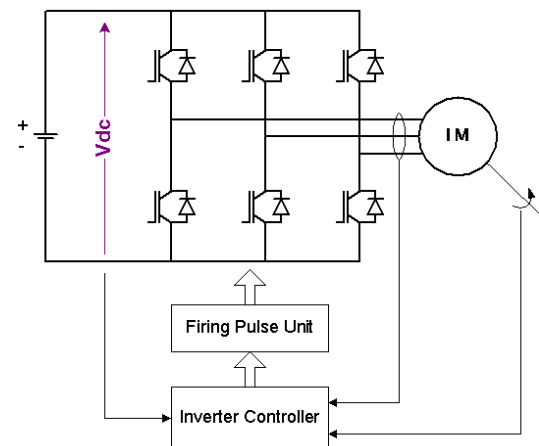 +
-
Vdc
IM
Firing Pulse Unit
Inverter Controller